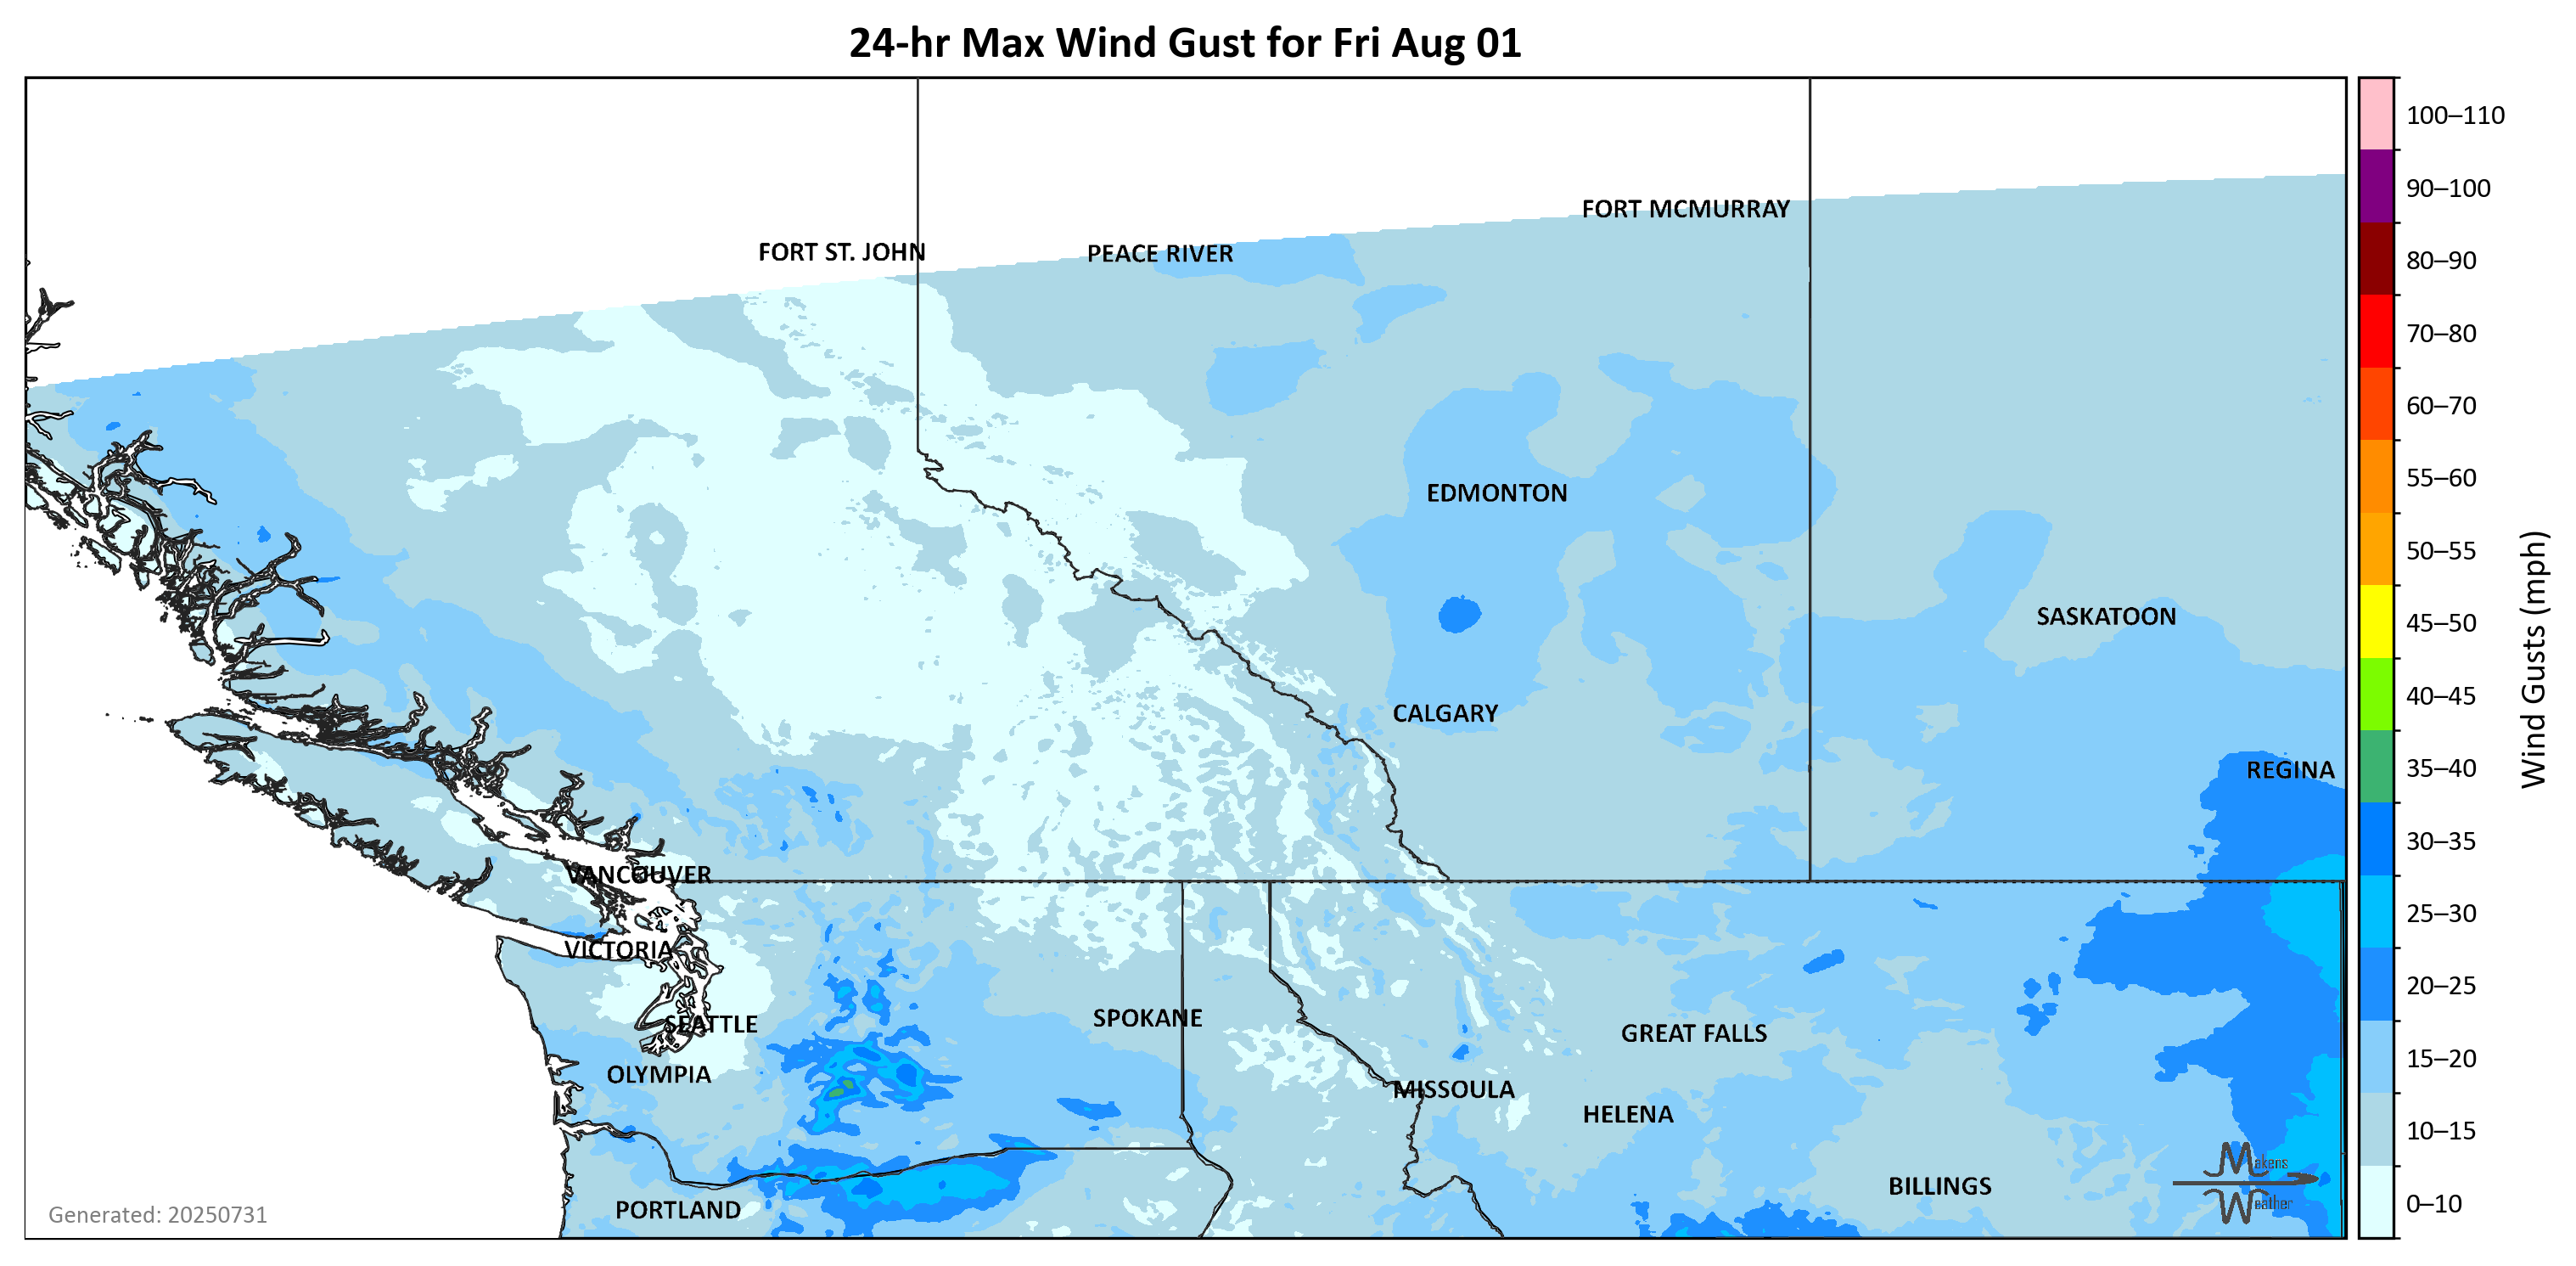 24-hr Max Wind Gust for Fri Aug 01
100–110
90–100
80–90
70–80
60–70
55–60
50–55
45–50
40–45
35–40
30–35
25–30
20–25
15–20
10–15
0–10
Wind Gusts (mph)
FORT MCMURRAY
FORT ST. JOHN
PEACE RIVER
EDMONTON
SASKATOON
CALGARY
REGINA
VANCOUVER
VICTORIA
SPOKANE
SEATTLE
GREAT FALLS
OLYMPIA
MISSOULA
HELENA
BILLINGS
PORTLAND
Makens
Weather
Generated: 20250731